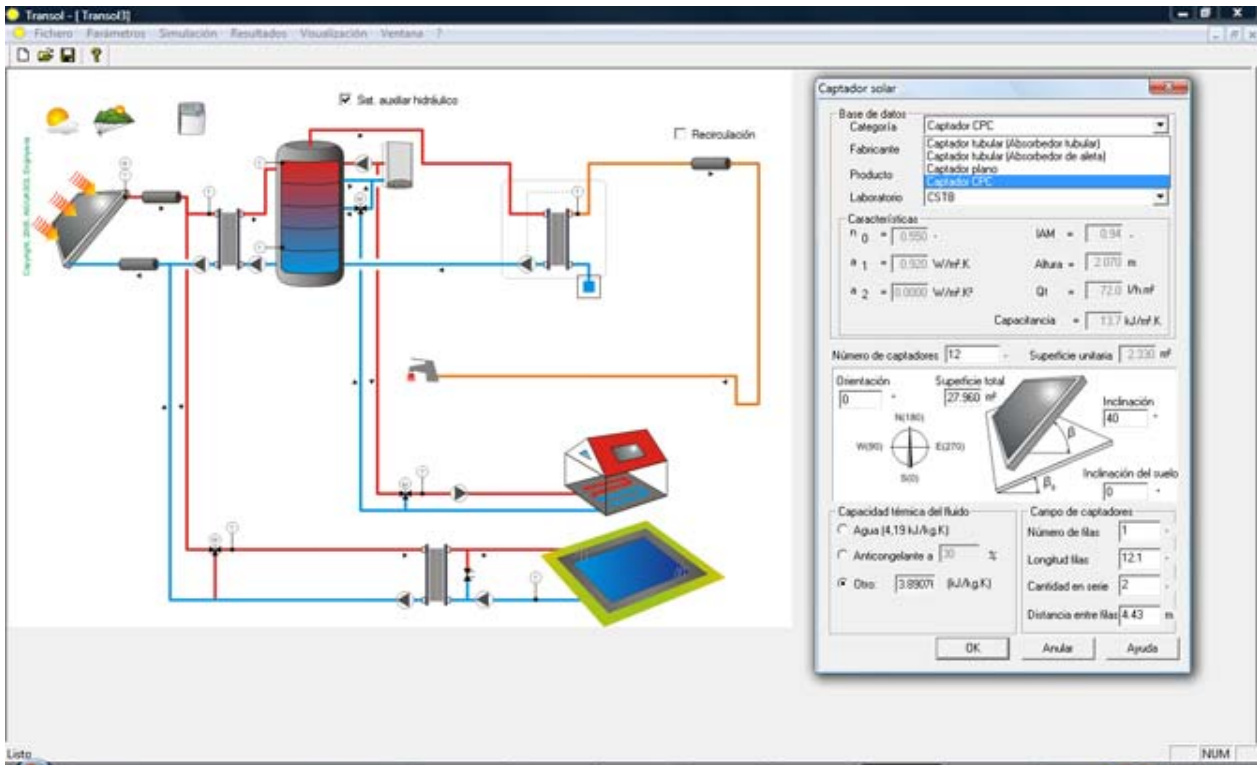 Transol - [Transol3]
Fichero Parámetros Simulación Resultados Visualización Ventana ?
Sist. auxiliar hidráulico
Recirculación
Captador solar
Base de datos
Categoría Captador CPC
Captador tubular (Absorbedor tubular)
Fabricante
Captador tubular (Absorbedor de aleta)
Captador plano
Producto
Captador CPC
Laboratorio CSTB
Características
n 0 = 0.550 -
IAM = 0.94 -
a 1 = 0.920 W/m².K
Altura = 2.070 m
a 2 = 0.0000 W/m².K²
Qt = 72.0 l/h.m²
Capacitancia = 13.7 kJ/m².K
Número de captadores 12 -
Superficie unitaria 2.330 m²
Orientación
0 °
Superficie total
27.960 m²
N(180)
W(90)
E(270)
S(0)
Inclinación
40 °
β
β₀
Inclinación del suelo
0 °
Capacidad térmica del fluido
Agua (4,19 kJ/kg.K)
Anticongelante a 30 %
Otro: 3.8907 (kJ/kg.K)
Campo de captadores
Número de filas 1 -
Longitud filas 12.1 -
Cantidad en serie 2 -
Distancia entre filas 4.43 m
OK
Anular
Ayuda
Listo
NUM